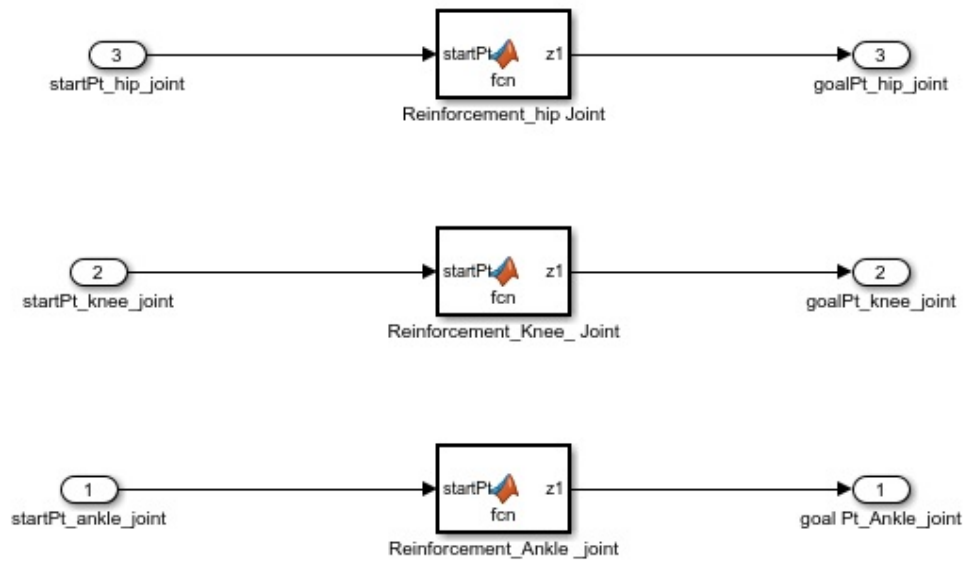 3
startPt_hip_joint
startPt z1
fcn
Reinforcement_hip Joint
3
goalPt_hip_joint
2
startPt_knee_joint
startPt z1
fcn
Reinforcement_Knee_ Joint
2
goalPt_knee_joint
1
startPt_ankle_joint
startPt z1
fcn
Reinforcement_Ankle _joint
1
goal Pt_Ankle_joint